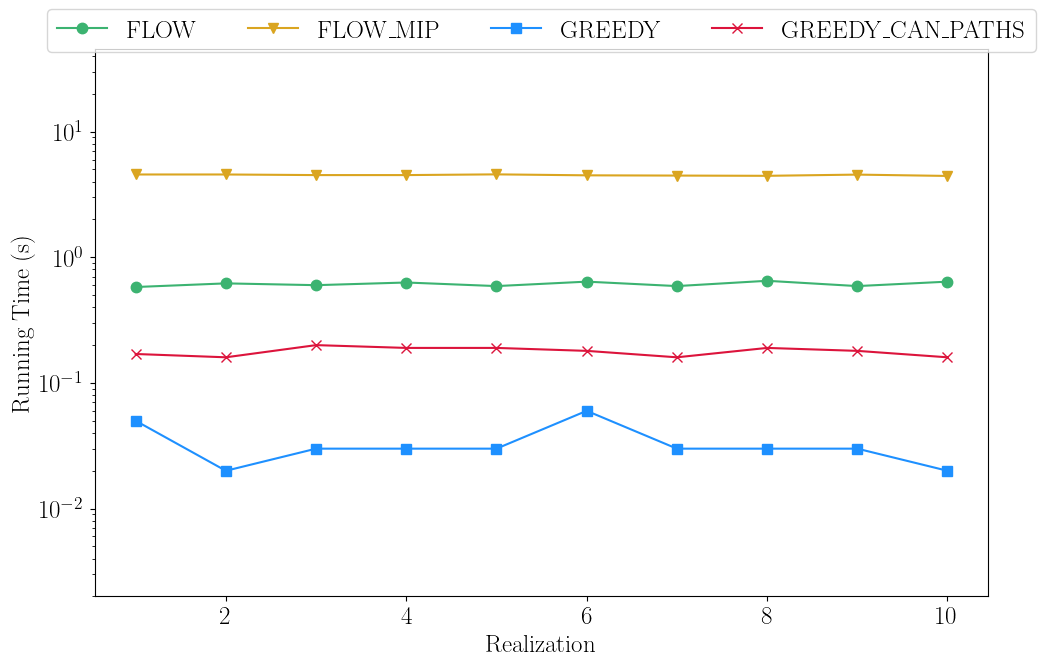 FLOW FLOW_MIP GREEDY GREEDY_CAN_PATHS
10¹
10⁰
10⁻¹
10⁻²
Running Time (s)
2 4 6 8 10
Realization